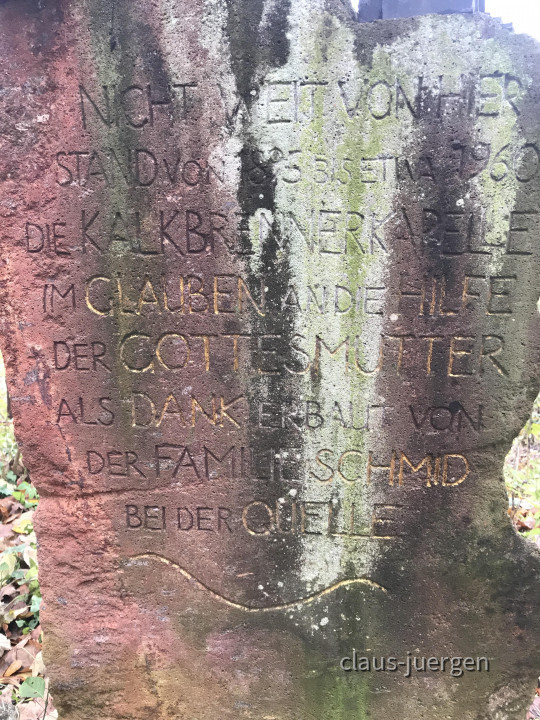 NICHT WEIT VON HIER
STAND VON 1895 BIS ETWA 1960
DIE KALKBRENNERKAPELLE
IM GLAUBEN AN DIE HILFE
DER GOTTESMUTTER
ALS DANK ERBAUT VON
DER FAMILIE SCHMID
BEI DER QUELLE
claus-juergen